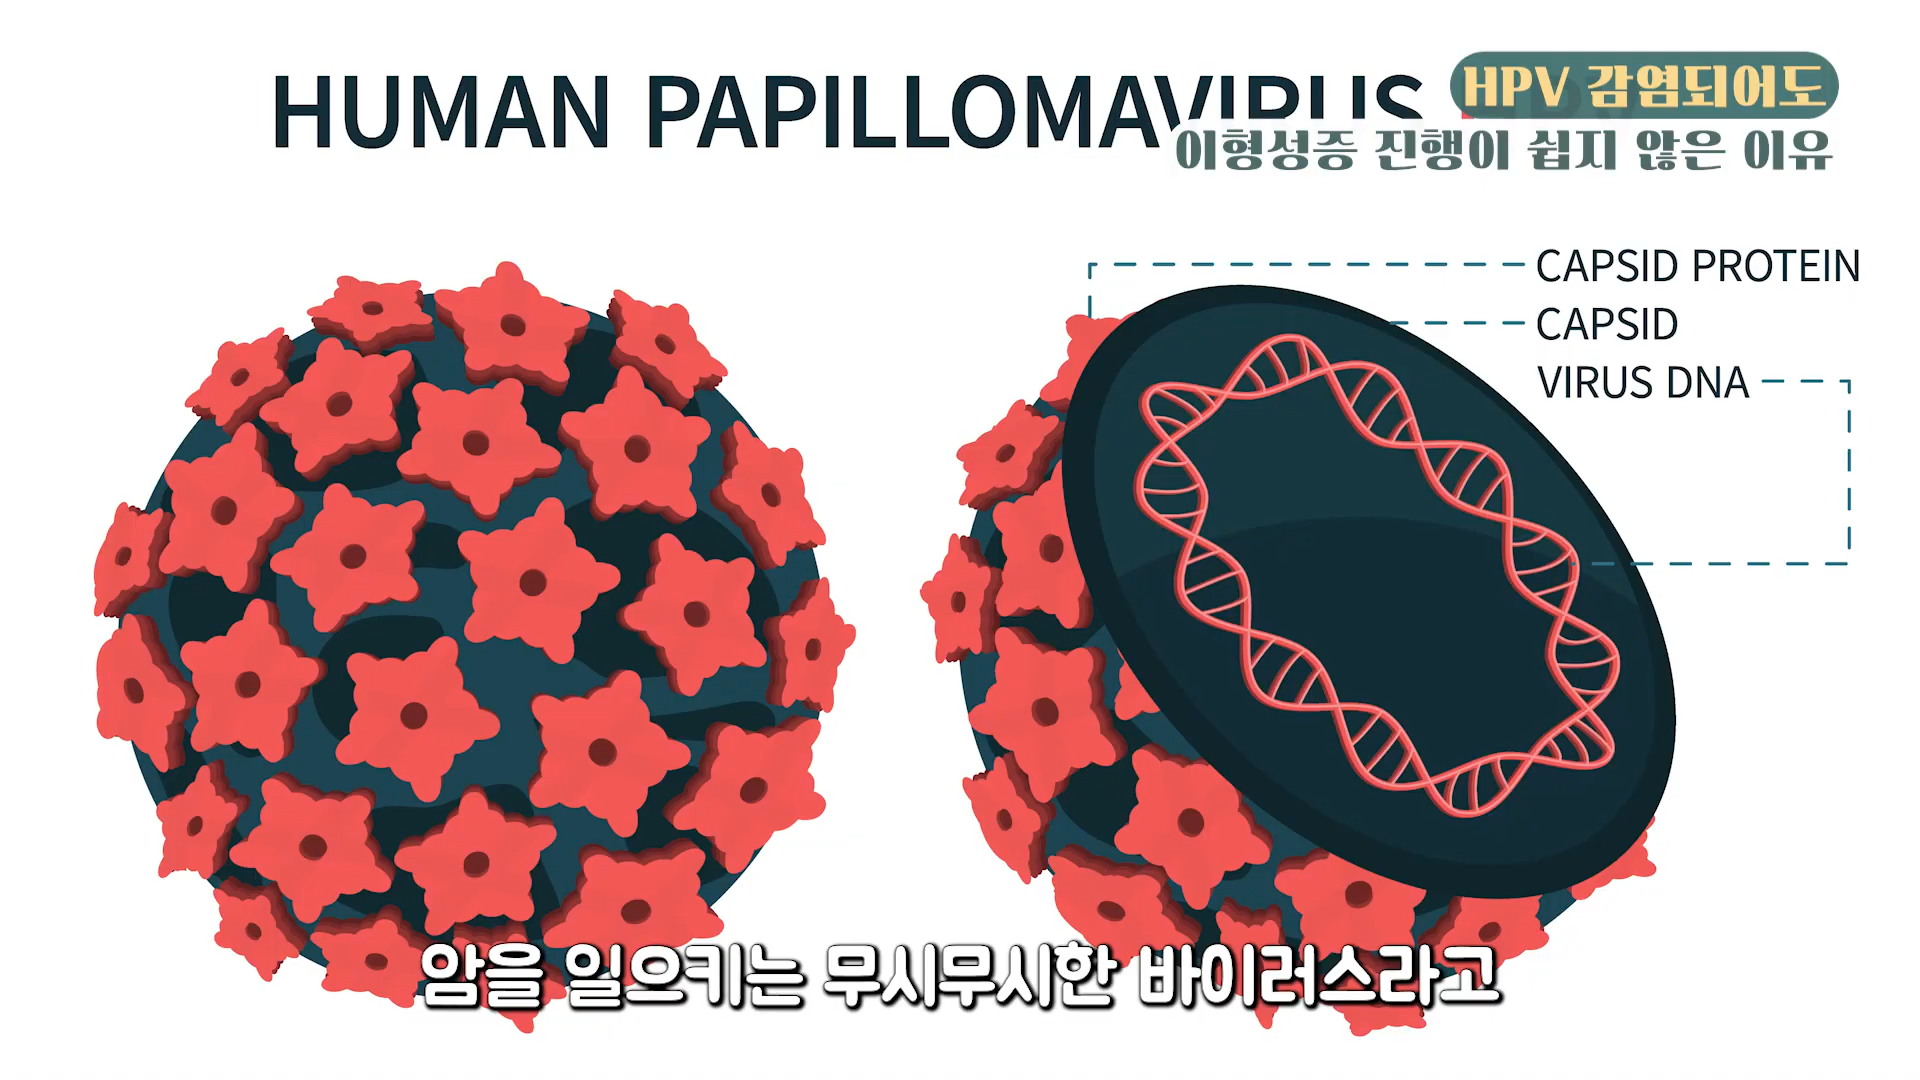 HUMAN PAPILLOMAVIRUS
HPV 감염되어도
이형성증 진행이 쉽지 않은 이유
CAPSID PROTEIN
CAPSID
VIRUS DNA
암을 일으키는 무시무시한 바이러스라고